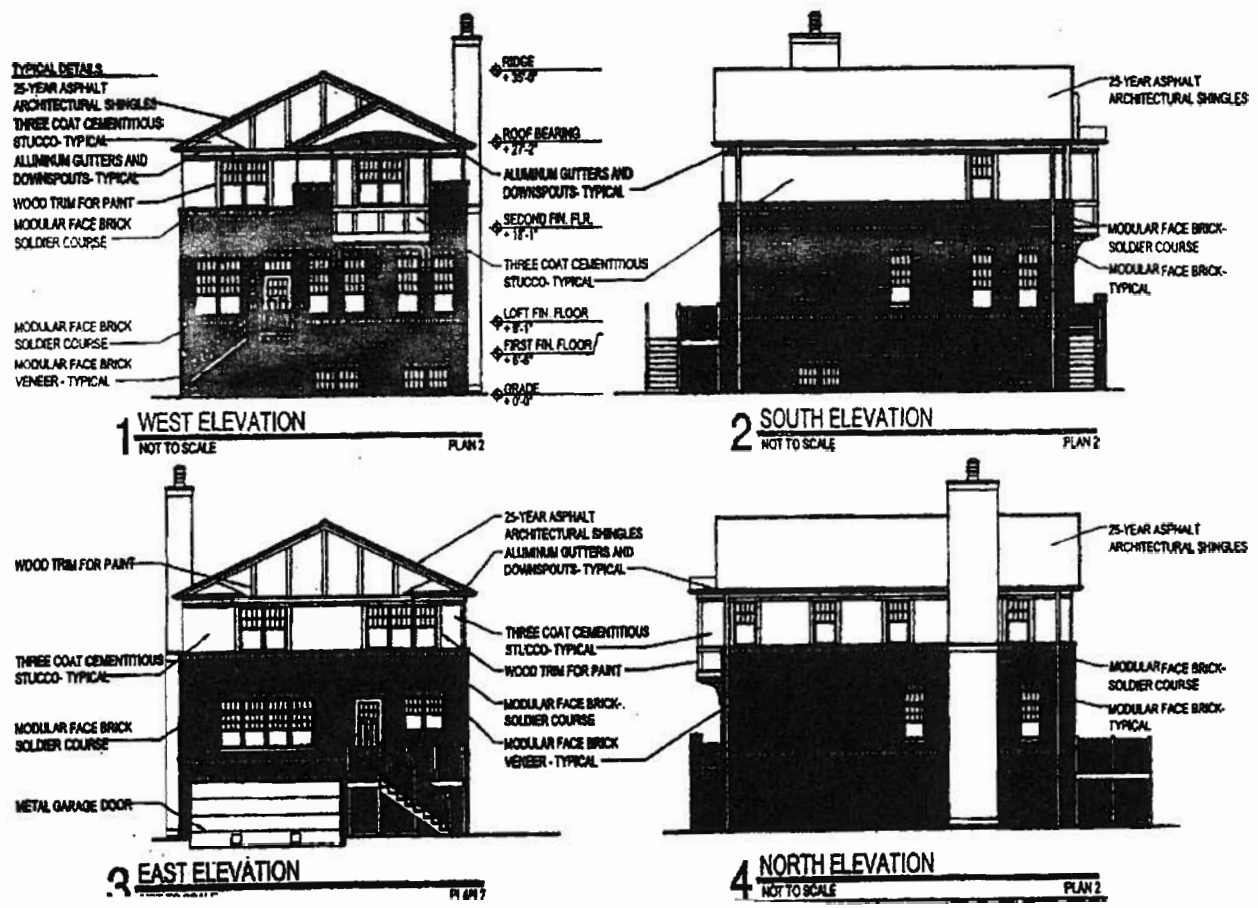 TYPICAL DETAILS
25-YEAR ASPHALT
ARCHITECTURAL SHINGLES
THREE COAT CEMENTITIOUS
STUCCO- TYPICAL
ALUMINUM GUTTERS AND
DOWNSPOUTS- TYPICAL
WOOD TRIM FOR PAINT
MODULAR FACE BRICK
SOLDIER COURSE
MODULAR FACE BRICK
SOLDIER COURSE
MODULAR FACE BRICK
VENEER - TYPICAL
RIDGE
ROOF BEARING
+ 27'-2"
ALUMINUM GUTTERS AND
DOWNSPOUTS- TYPICAL
SECOND FIN. FLR.
+ 18'-1"
THREE COAT CEMENTITIOUS
STUCCO- TYPICAL
LOFT FIN. FLOOR
FIRST FIN. FLOOR
GRADE
+ 0'-0"
1 WEST ELEVATION
NOT TO SCALE
PLAN 2
25-YEAR ASPHALT
ARCHITECTURAL SHINGLES
MODULAR FACE BRICK-
SOLDIER COURSE
MODULAR FACE BRICK-
TYPICAL
2 SOUTH ELEVATION
NOT TO SCALE
PLAN 2
WOOD TRIM FOR PAINT
THREE COAT CEMENTITIOUS
STUCCO- TYPICAL
MODULAR FACE BRICK
SOLDIER COURSE
METAL GARAGE DOOR
25-YEAR ASPHALT
ARCHITECTURAL SHINGLES
ALUMINUM GUTTERS AND
DOWNSPOUTS- TYPICAL
THREE COAT CEMENTITIOUS
STUCCO- TYPICAL
WOOD TRIM FOR PAINT
MODULAR FACE BRICK-
SOLDIER COURSE
MODULAR FACE BRICK
VENEER - TYPICAL
3 EAST ELEVATION
25-YEAR ASPHALT
ARCHITECTURAL SHINGLES
MODULAR FACE BRICK-
SOLDIER COURSE
MODULAR FACE BRICK-
TYPICAL
4 NORTH ELEVATION
NOT TO SCALE
PLAN 2